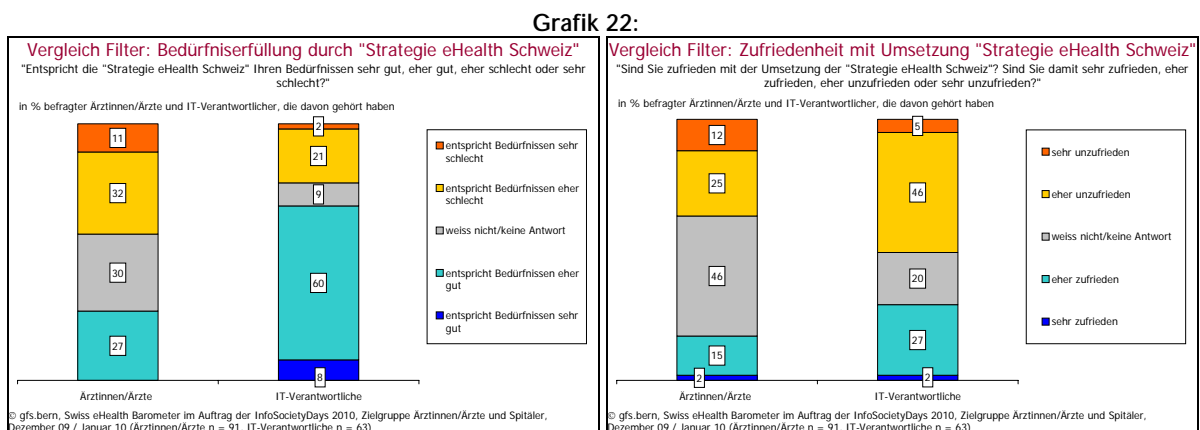 Grafik 22:
Vergleich Filter: Bedürfniserfüllung durch "Strategie eHealth Schweiz"
"Entspricht die "Strategie eHealth Schweiz" Ihren Bedürfnissen sehr gut, eher gut, eher schlecht oder sehr
schlecht?"
in % befragter Ärztinnen/Ärzte und IT-Verantwortlicher, die davon gehört haben
11
32
30
27
2
21
9
60
8
entspricht Bedürfnissen sehr
schlecht
entspricht Bedürfnissen eher
schlecht
weiss nicht/keine Antwort
entspricht Bedürfnissen eher
gut
entspricht Bedürfnissen sehr
gut
Ärztinnen/Ärzte
IT-Verantwortliche
© gfs.bern, Swiss eHealth Barometer im Auftrag der InfoSocietyDays 2010, Zielgruppe Ärztinnen/Ärzte und Spitäler,
Dezember 09 / Januar 10 (Ärztinnen/Ärzte n = 91, IT-Verantwortliche n = 63)
Vergleich Filter: Zufriedenheit mit Umsetzung "Strategie eHealth Schweiz"
"Sind Sie zufrieden mit der Umsetzung der "Strategie eHealth Schweiz"? Sind Sie damit sehr zufrieden, eher
zufrieden, eher unzufrieden oder sehr unzufrieden?"
in % befragter Ärztinnen/Ärzte und IT-Verantwortlicher, die davon gehört haben
12
25
46
15
2
5
46
20
27
2
sehr unzufrieden
eher unzufrieden
weiss nicht/keine Antwort
eher zufrieden
sehr zufrieden
Ärztinnen/Ärzte
IT-Verantwortliche
© gfs.bern, Swiss eHealth Barometer im Auftrag der InfoSocietyDays 2010, Zielgruppe Ärztinnen/Ärzte und Spitäler,
Dezember 09 / Januar 10 (Ärztinnen/Ärzte n = 91, IT-Verantwortliche n = 63)